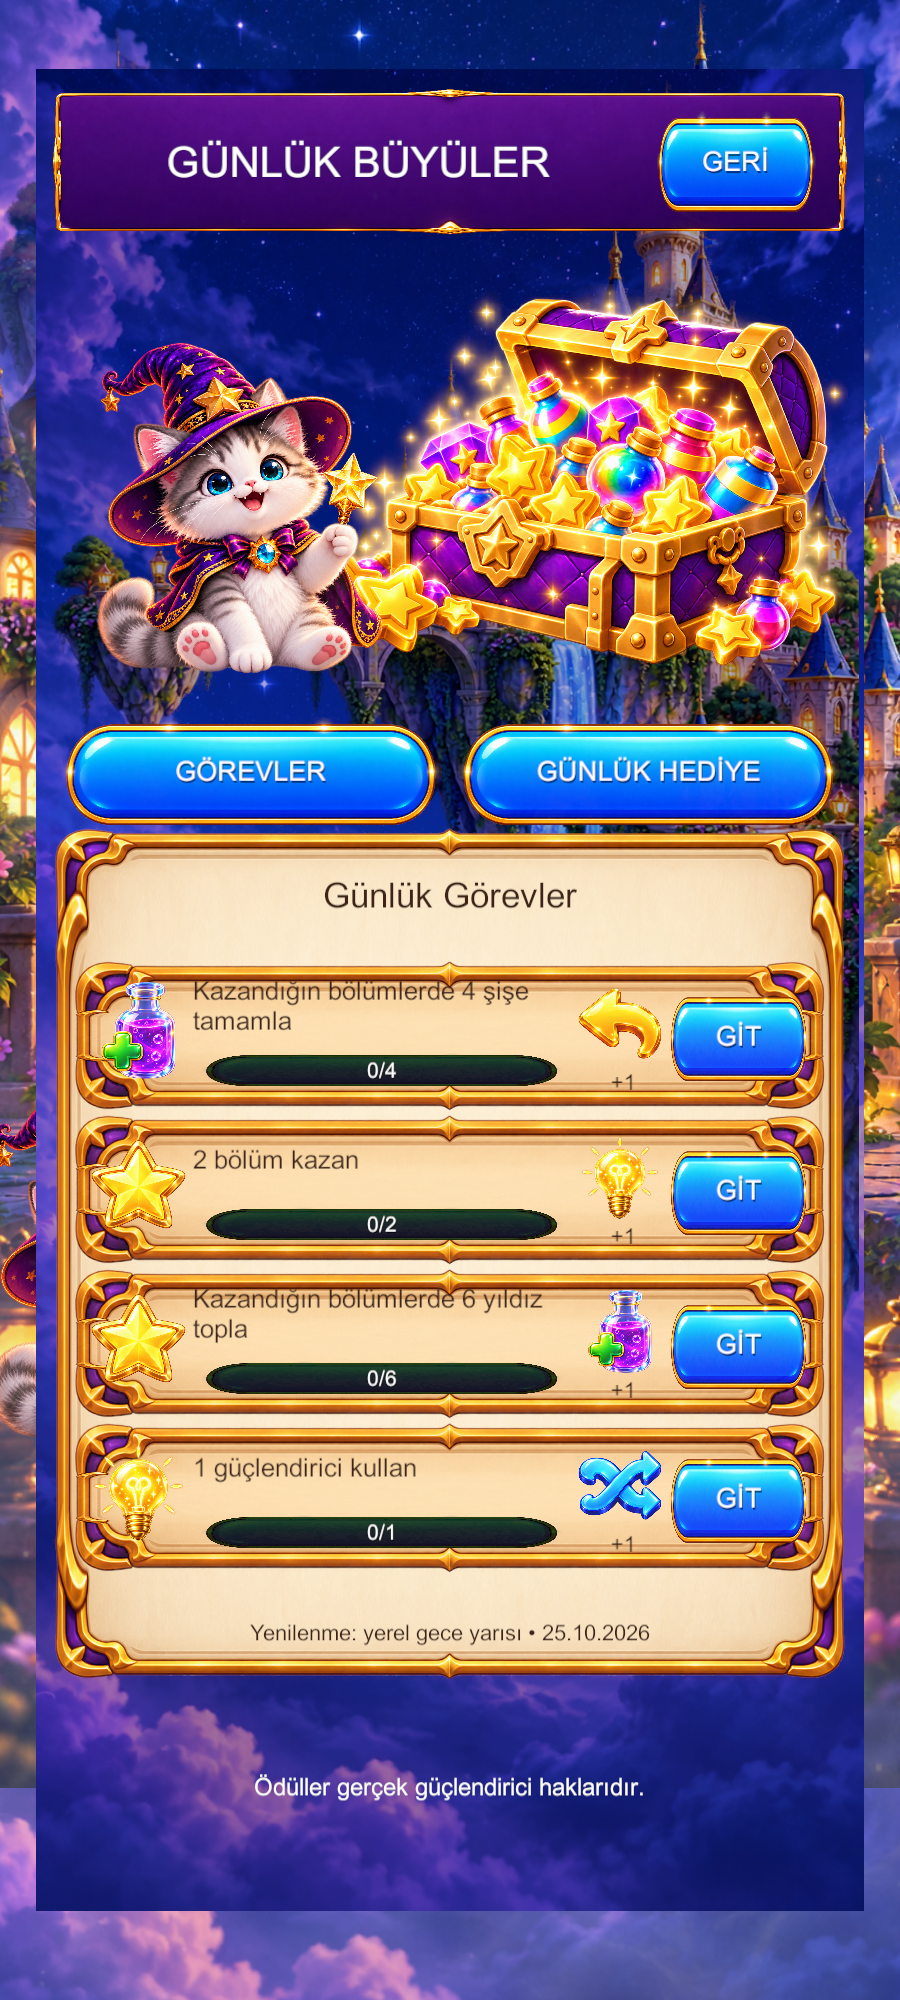 GÜNLÜK BÜYÜLER
GERİ
GÖREVLER
GÜNLÜK HEDİYE
Günlük Görevler
Kazandığın bölümlerde 4 şişe
tamamla
0/4
+1
GİT
2 bölüm kazan
0/2
+1
GİT
Kazandığın bölümlerde 6 yıldız
topla
0/6
+1
GİT
1 güçlendirici kullan
0/1
+1
GİT
Yenilenme: yerel gece yarısı • 25.10.2026
Ödüller gerçek güçlendirici haklarıdır.